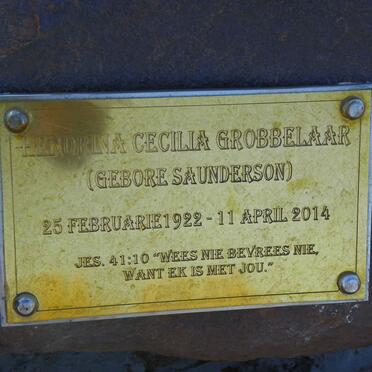 HENDRINA CECILIA GROBBELAAR
(GEBORE SAUNDERSON)
25 FEBRUARIE1922 - 11 APRIL 2014
JES. 41:10 "WEES NIE BEVREES NIE,
WANT EK IS MET JOU."